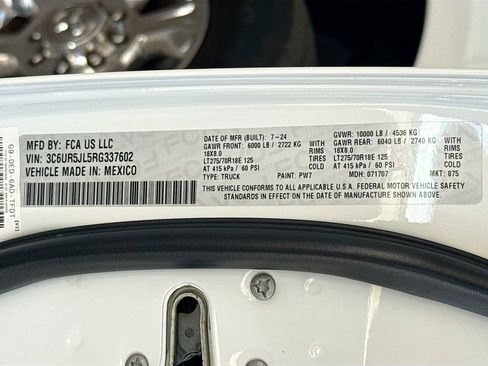 MFD BY: FCA US LLC
VIN: 3C6UR5JL5RG337602
VEHICLE MADE IN: MEXICO
DATE OF MFR (BUILT): 7-24
GAWR FRONT: 6000 LB / 2722 KG WITH
18X8.0 RIMS
LT275/70R18E 125 TIRES
AT 415 kPa / 60 PSI
TYPE: TRUCK
GVWR: 10000 LB / 4536 KG
GAWR REAR: 6040 LB / 2740 KG WITH
18X8.0 RIMS
LT275/70R18E 125 TIRES
AT 415 kPa / 60 PSI
PAINT: PW7 MDH: 071707 MKT: 875
THIS VEHICLE CONFORMS TO ALL APPLICABLE FEDERAL MOTOR VEHICLE SAFETY
STANDARDS IN EFFECT ON THE DATE OF MANUFACTURE SHOWN ABOVE.